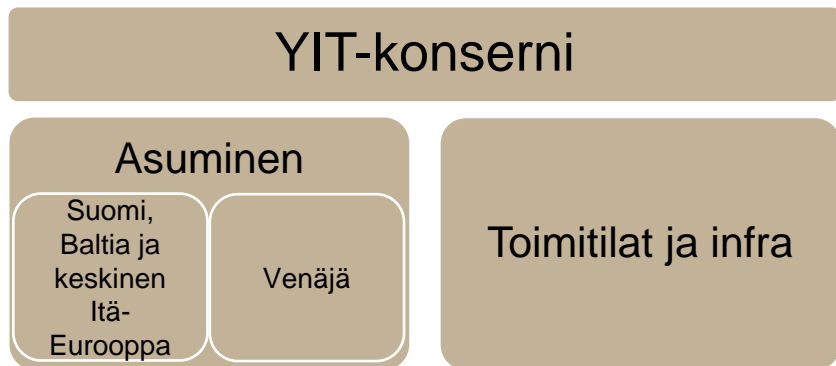 YIT-konserni
Asuminen
Suomi,
Baltia ja
keskinen
Itä-
Eurooppa
Venäjä
Toimitilat ja infra